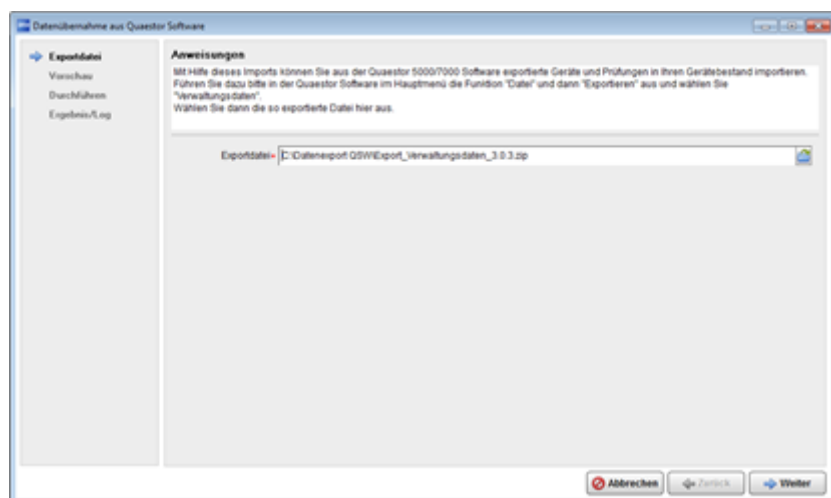 Datenübernahme aus Quaestor Software
Exportdatei
Vorschau
Durchführen
Ergebnis/Log
Anweisungen
Mit Hilfe dieses Imports können Sie aus der Quaestor 5000/7000 Software exportierte Geräte und Prüfungen in Ihren Gerätebestand importieren.
Führen Sie dazu bitte in der Quaestor Software im Hauptmenü die Funktion "Datei" und dann "Exportieren" aus und wählen Sie
"Verwaltungsdaten".
Wählen Sie dann die so exportierte Datei hier aus.
Exportdatei* C:\Datenexport QSW\Export_Verwaltungsdaten_3.0.3.zip
Abbrechen Zurück Weiter